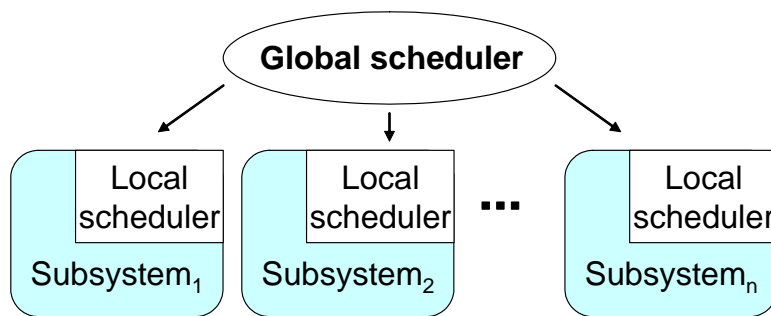 Global scheduler
Local
scheduler
Subsystem₁
Local
scheduler
Subsystem₂
...
Local
scheduler
Subsystemₙ